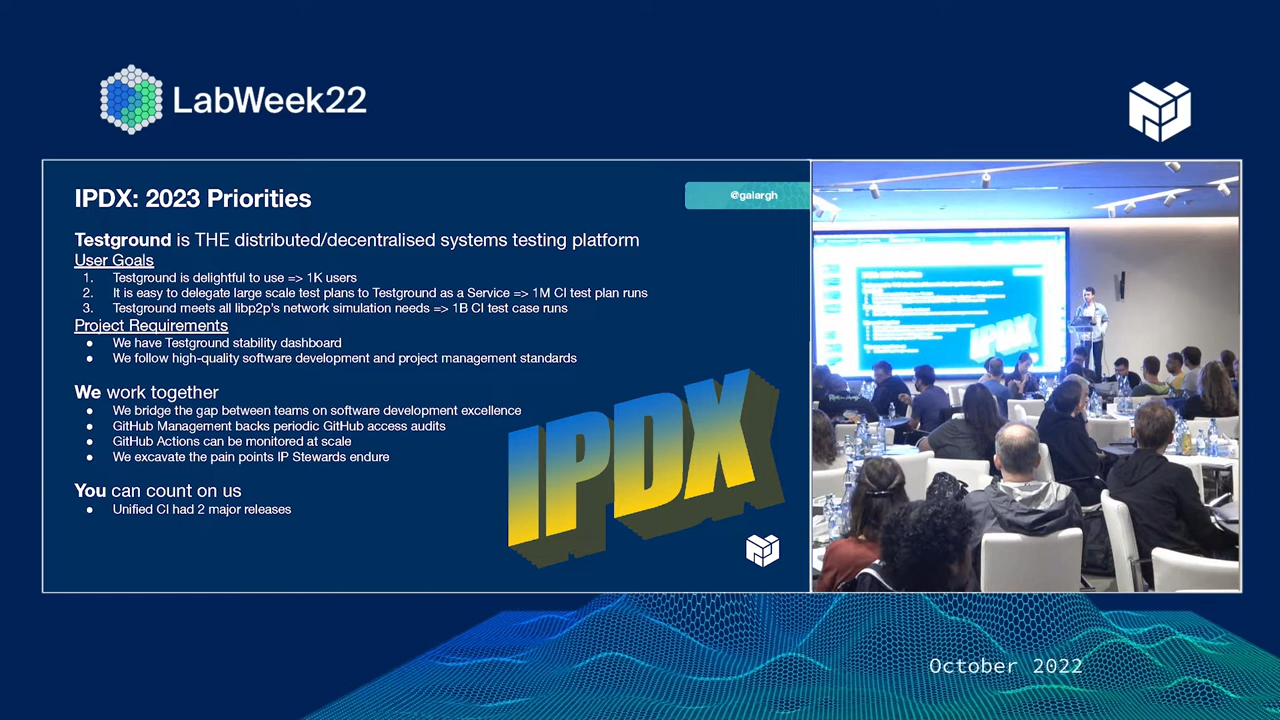 LabWeek22
IPDX: 2023 Priorities
@galargh
Testground is THE distributed/decentralised systems testing platform
User Goals
1. Testground is delightful to use => 1K users
2. It is easy to delegate large scale test plans to Testground as a Service => 1M CI test plan runs
3. Testground meets all libp2p's network simulation needs => 1B CI test case runs
Project Requirements
● We have Testground stability dashboard
● We follow high-quality software development and project management standards
We work together
● We bridge the gap between teams on software development excellence
● GitHub Management backs periodic GitHub access audits
● GitHub Actions can be monitored at scale
● We excavate the pain points IP Stewards endure
You can count on us
● Unified CI had 2 major releases
IPDX
IPDX
October 2022